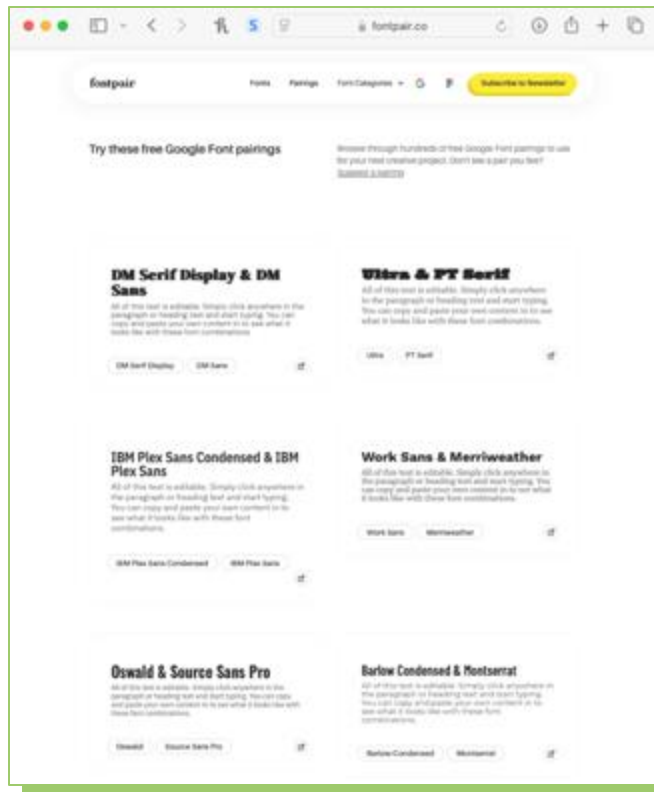 fontpair.co
fontpair
Fonts Pairings Font Categories Subscribe to Newsletter
Try these free Google Font pairings
Browse through hundreds of free Google Font pairings to use
for your next creative project. Don't see a pair you like?
Suggest a pairing
DM Serif Display & DM
Sans
All of this text is editable. Simply click anywhere in the
paragraph or heading text and start typing. You can
copy and paste your own content in to see what it
looks like with these font combinations.
DM Serif Display DM Sans
Ultra & PT Serif
All of this text is editable. Simply click anywhere
in the paragraph or heading text and start typing.
You can copy and paste your own content in to see
what it looks like with these font combinations.
Ultra PT Serif
IBM Plex Sans Condensed & IBM
Plex Sans
All of this text is editable. Simply click anywhere in
the paragraph or heading text and start typing.
You can copy and paste your own content in to
see what it looks like with these font
combinations.
IBM Plex Sans Condensed IBM Plex Sans
Work Sans & Merriweather
All of this text is editable. Simply click anywhere in
the paragraph or heading text and start typing. You
can copy and paste your own content in to see what
it looks like with these font combinations.
Work Sans Merriweather
Oswald & Source Sans Pro
All of this text is editable. Simply click anywhere in the
paragraph or heading text and start typing. You can copy
and paste your own content in to see what it looks like with
these font combinations.
Oswald Source Sans Pro
Barlow Condensed & Montserrat
All of this text is editable. Simply click anywhere in
the paragraph or heading text and start typing.
You can copy and paste your own content in to
see what it looks like with these font
combinations.
Barlow Condensed Montserrat